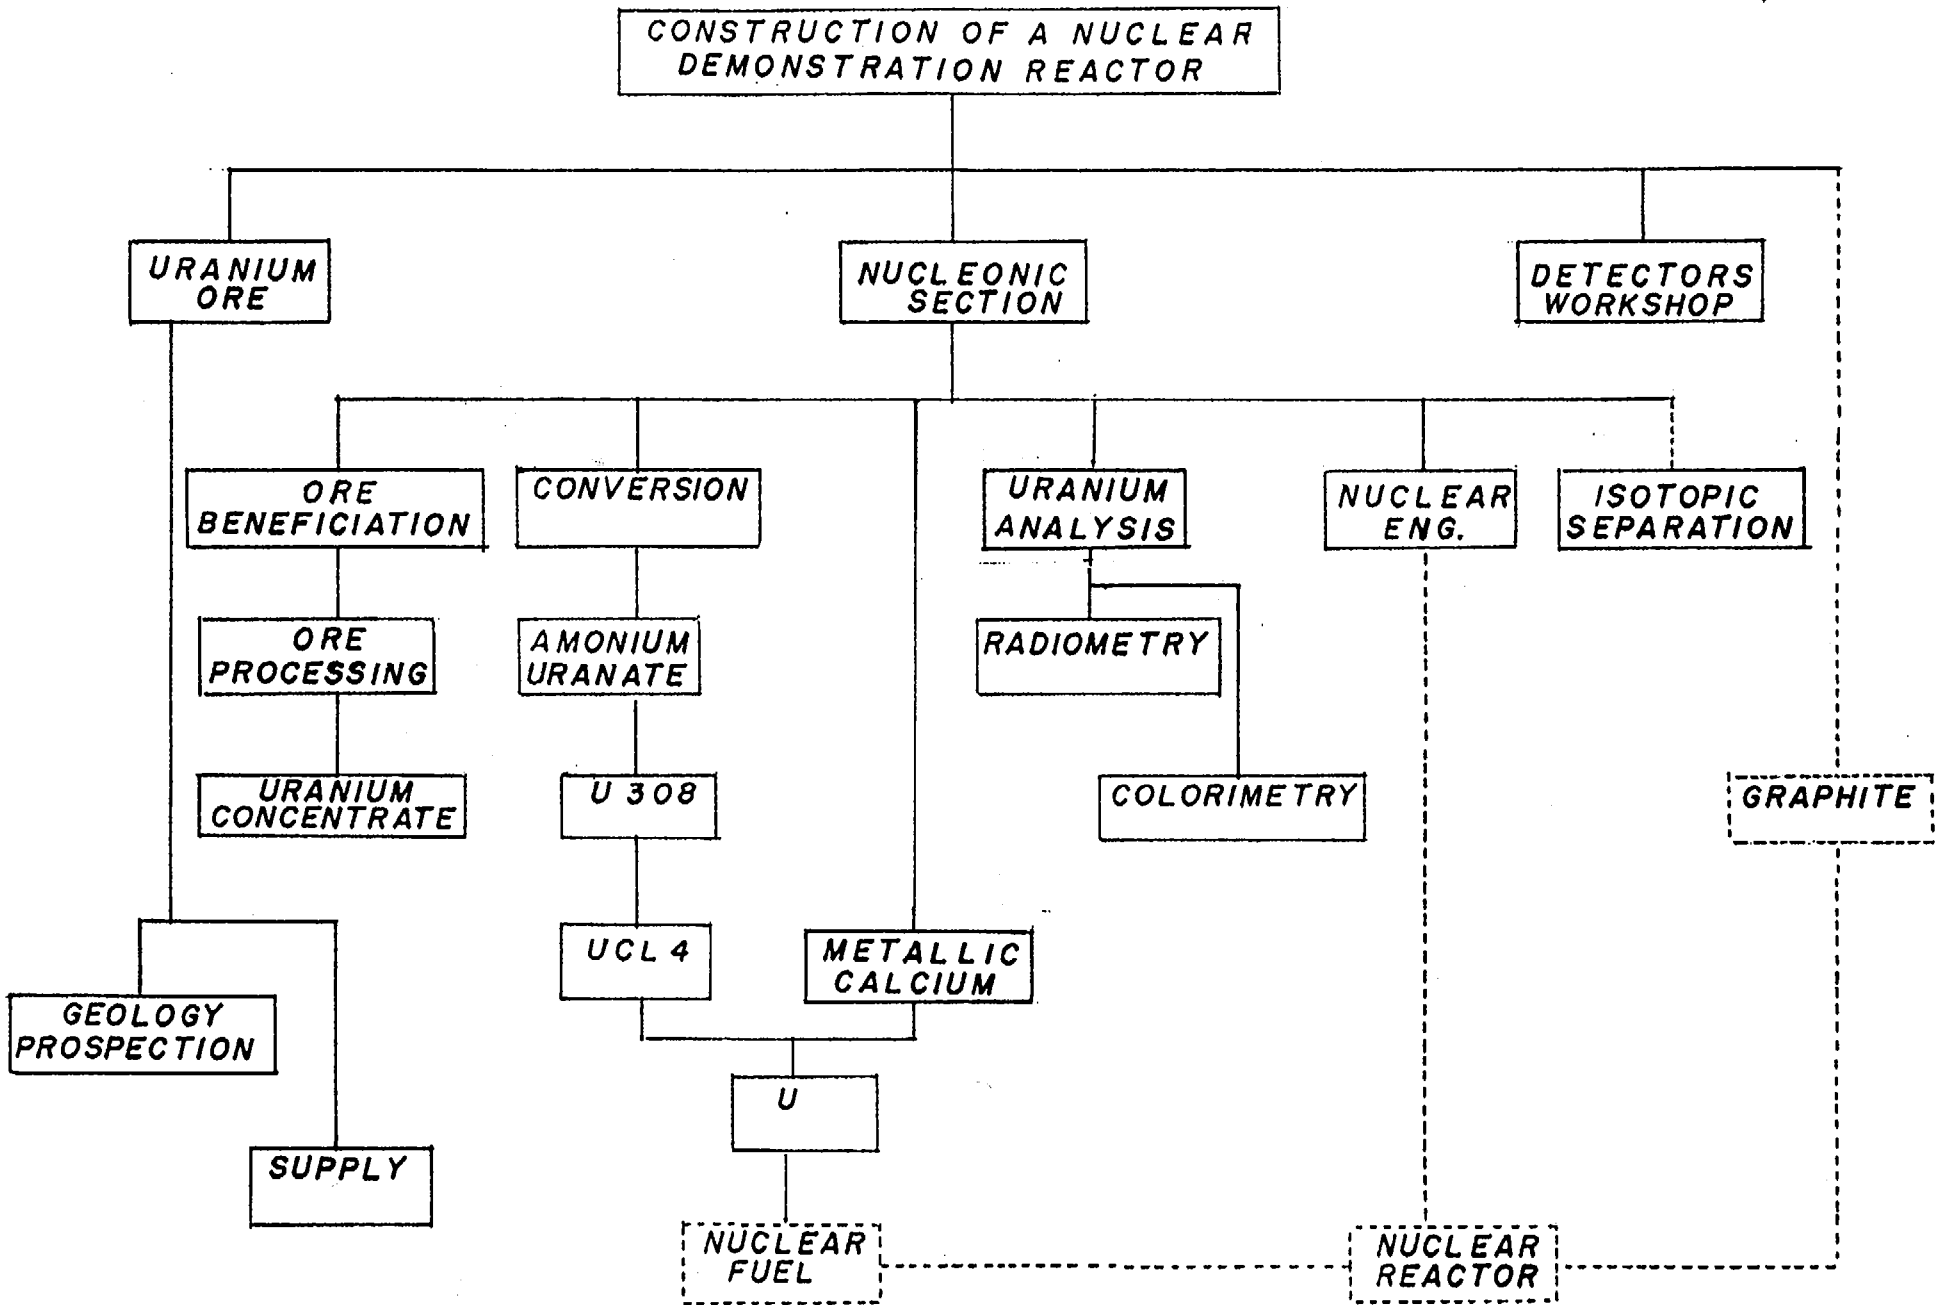 CONSTRUCTION OF A NUCLEAR
DEMONSTRATION REACTOR
URANIUM
ORE
NUCLEONIC
SECTION
DETECTORS
WORKSHOP
ORE
BENEFICIATION
CONVERSION
URANIUM
ANALYSIS
NUCLEAR
ENG.
ISOTOPIC
SEPARATION
ORE
PROCESSING
AMONIUM
URANATE
RADIOMETRY
URANIUM
CONCENTRATE
U 308
COLORIMETRY
GRAPHITE
UCL 4
METALLIC
CALCIUM
GEOLOGY
PROSPECTION
U
SUPPLY
NUCLEAR
FUEL
NUCLEAR
REACTOR